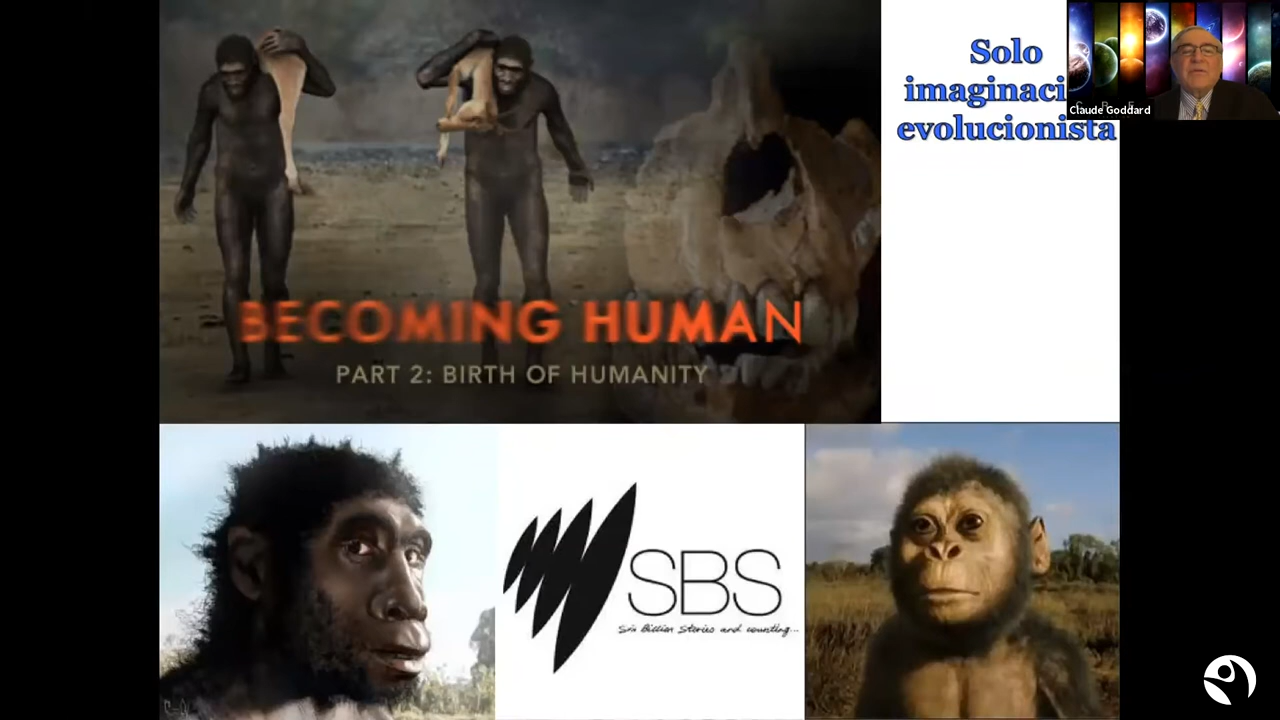 Solo
imaginaci
evolucionista
Claude Goddard
BECOMING HUMAN
PART 2: BIRTH OF HUMANITY
SBS
Six Billion Stories and counting...